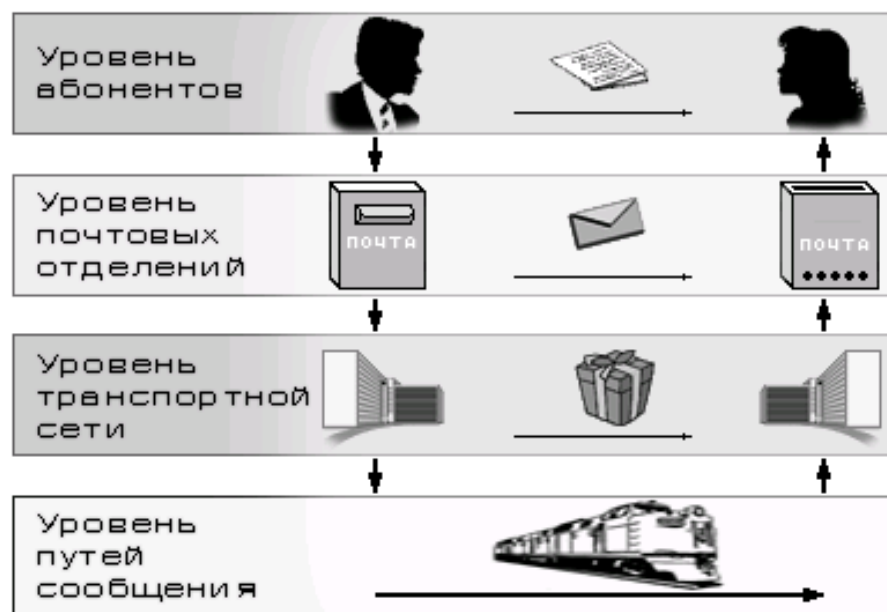 Уровень
абонентов
Уровень
почтовых
отделений
ПОЧТА
ПОЧТА
Уровень
транспортной
сети
Уровень
путей
сообщения